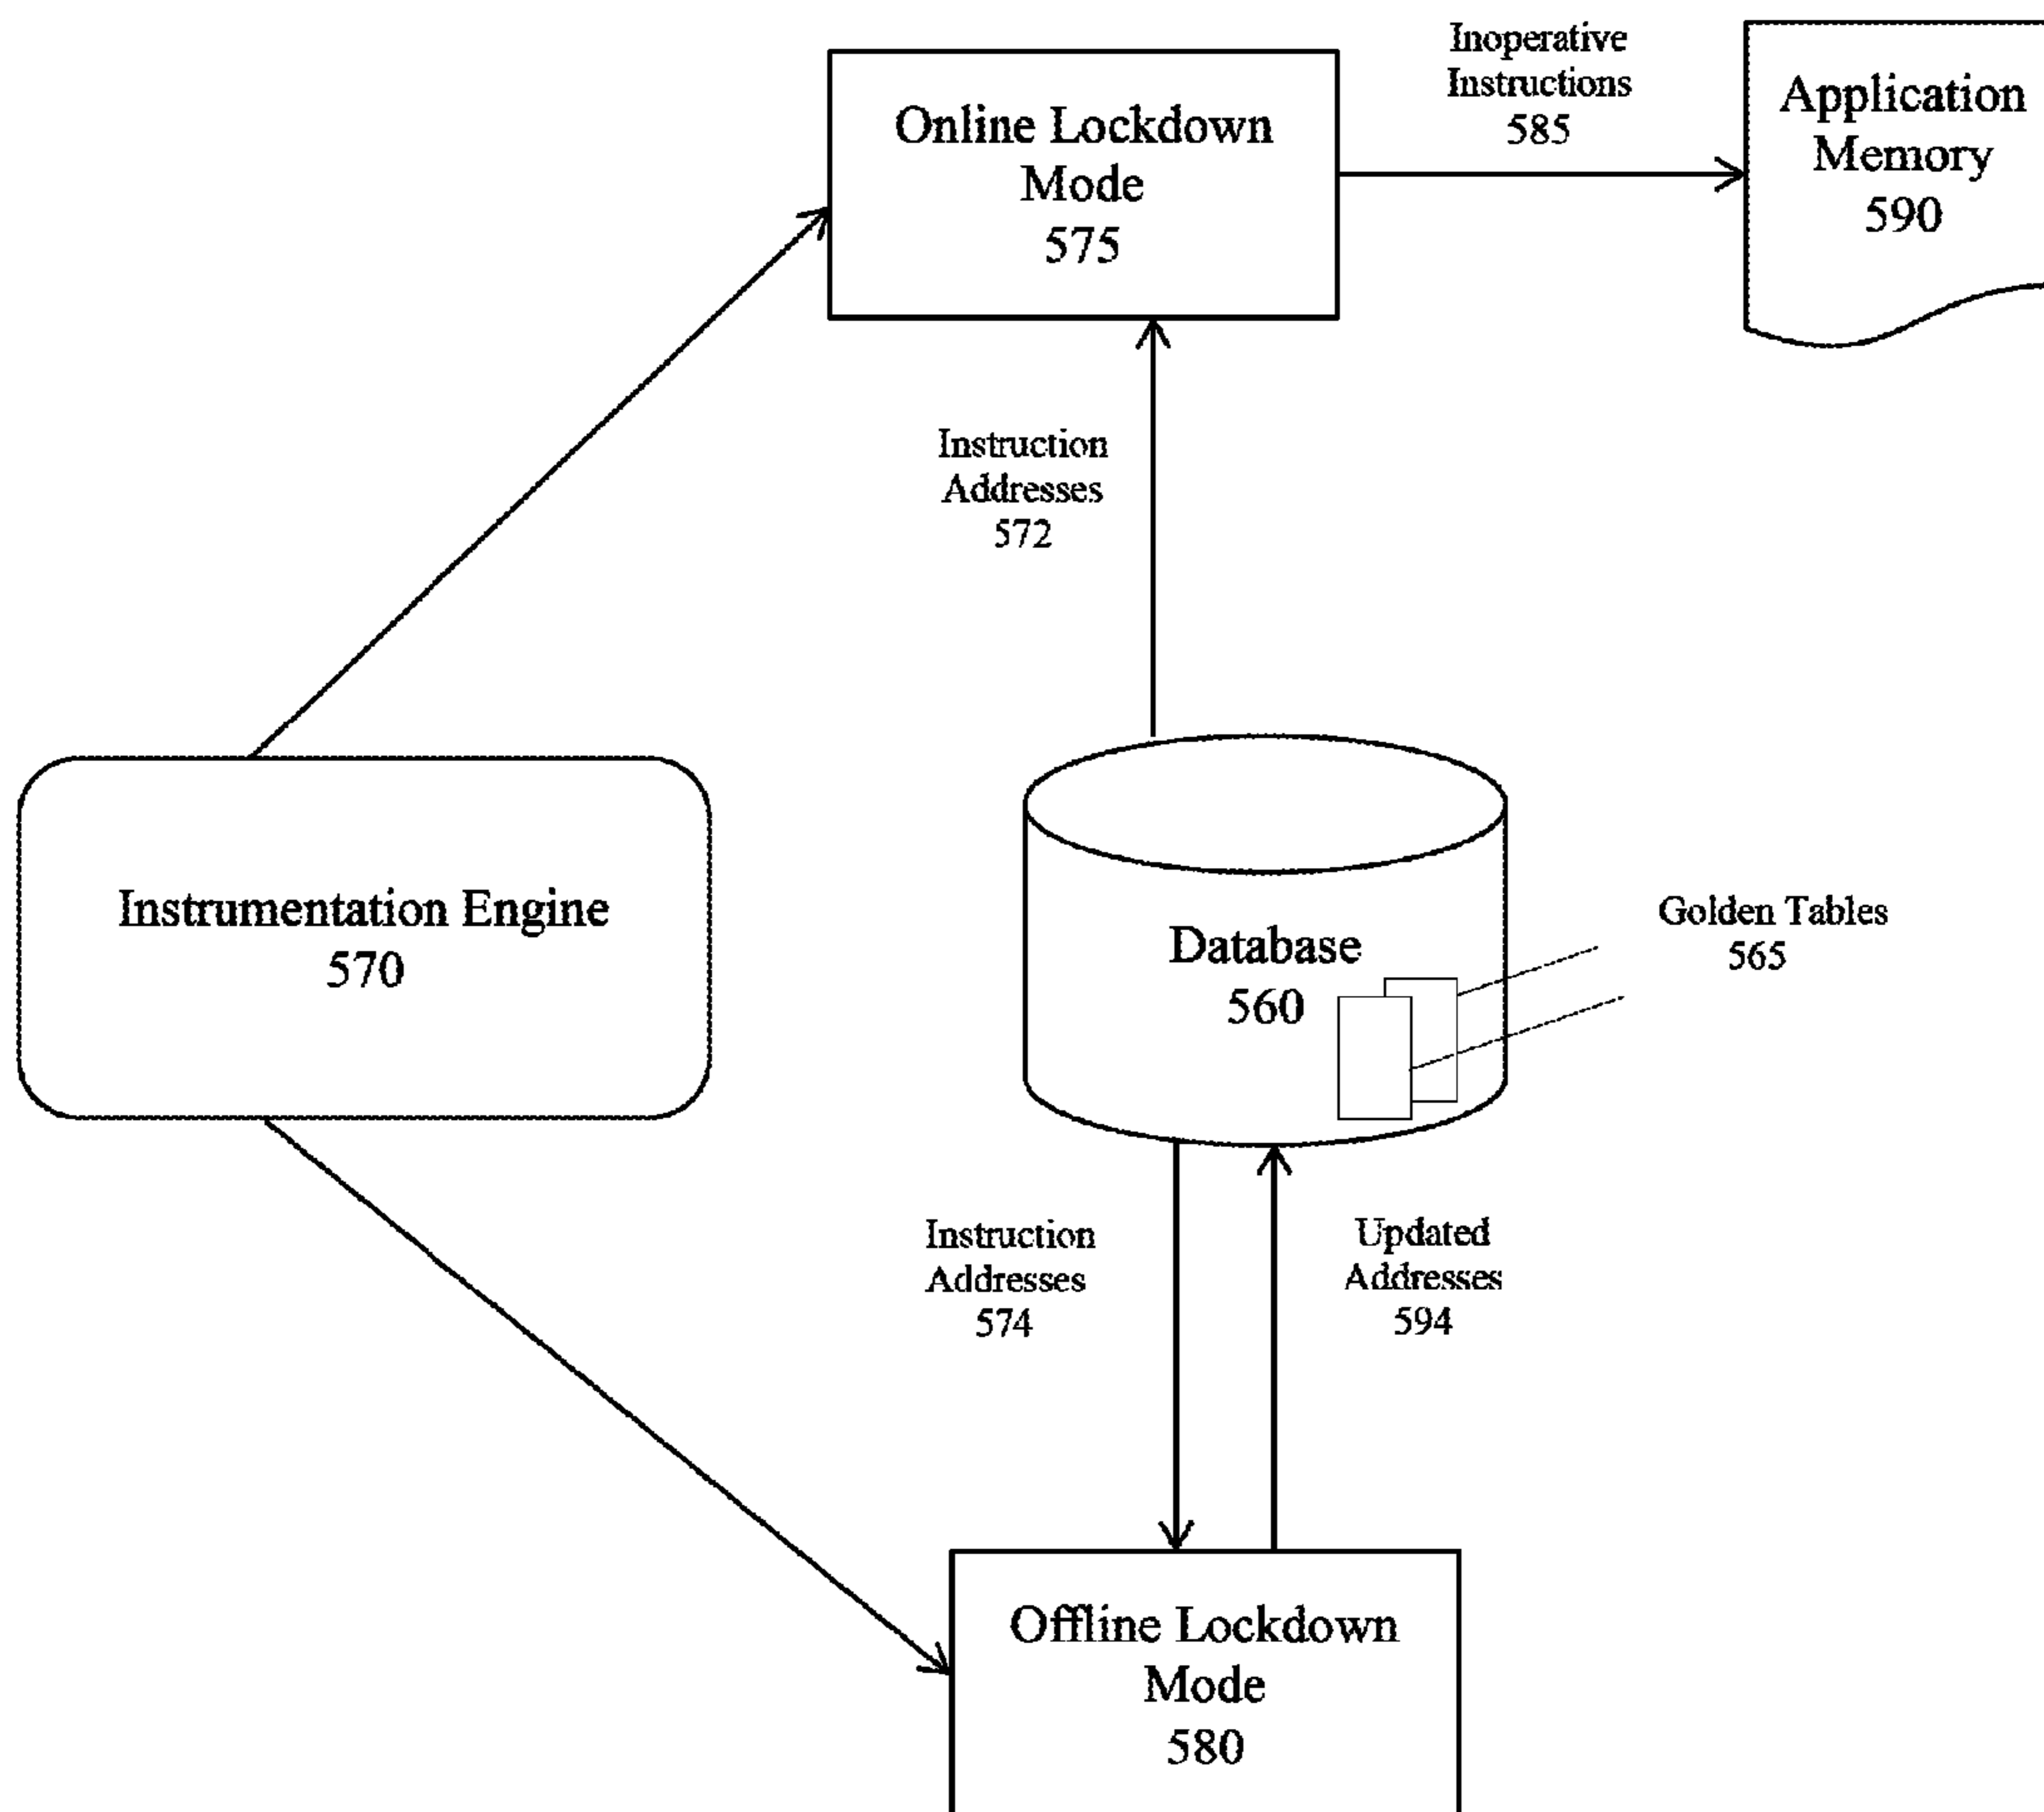 Online Lockdown
Mode
575
Inoperative
Instructions
585
Application
Memory
590
Instruction
Addresses
572
Instrumentation Engine
570
Database
560
Golden Tables
565
Instruction
Addresses
574
Updated
Addresses
594
Offline Lockdown
Mode
580